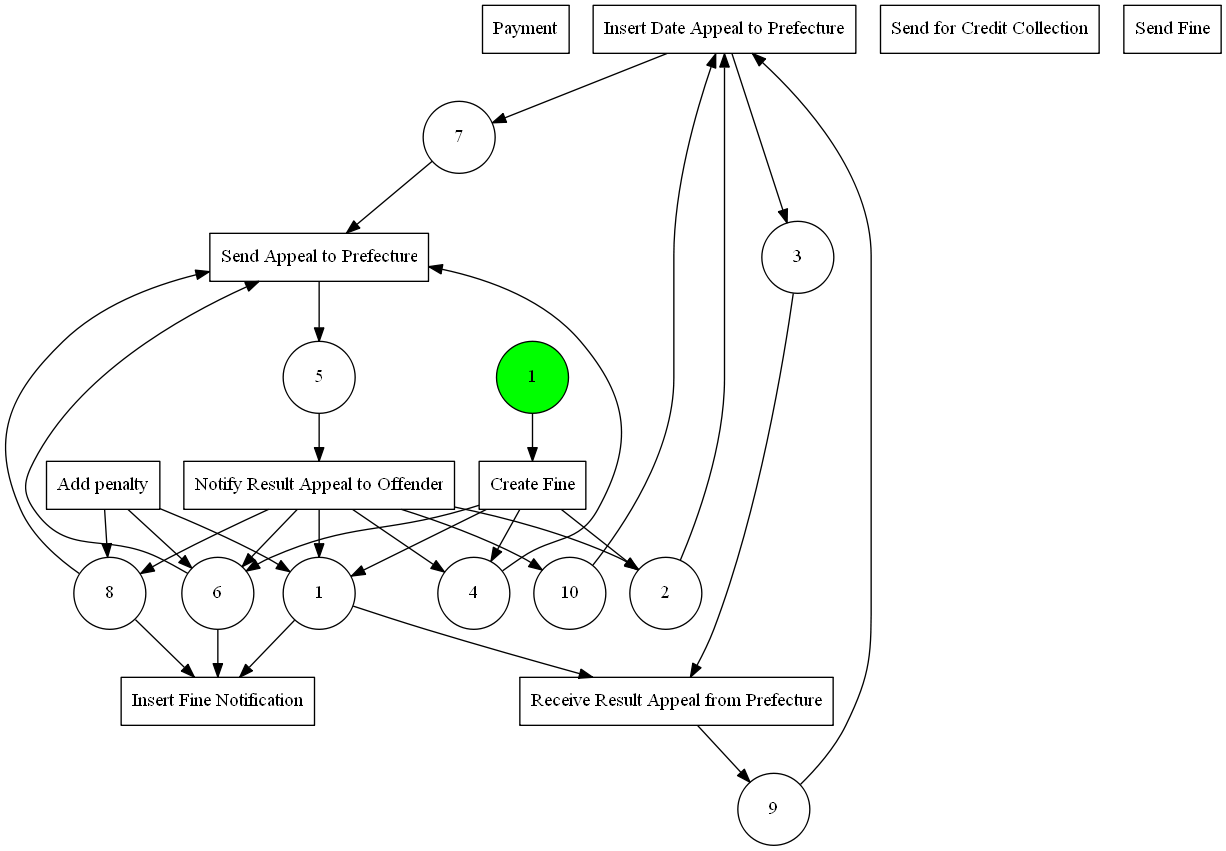 Payment
Insert Date Appeal to Prefecture
Send for Credit Collection
Send Fine
7
Send Appeal to Prefecture
3
5
1
Add penalty
Notify Result Appeal to Offender
Create Fine
8
6
1
4
10
2
Insert Fine Notification
Receive Result Appeal from Prefecture
9